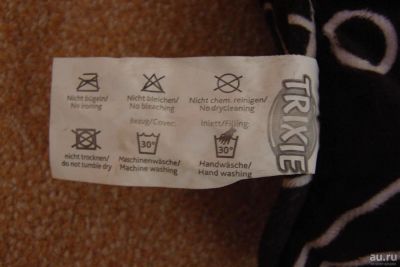 Nicht bügeln/
No ironing
Nicht bleichen/
No bleaching
Nicht chem. reinigen/
No drycleaning
Bezug/Cover:
Inlett/Filling:
nicht trocknen/
do not tumble dry
30°
Maschinenwäsche/
Machine washing
30°
Handwäsche/
Hand washing
TRIXIE
au.ru